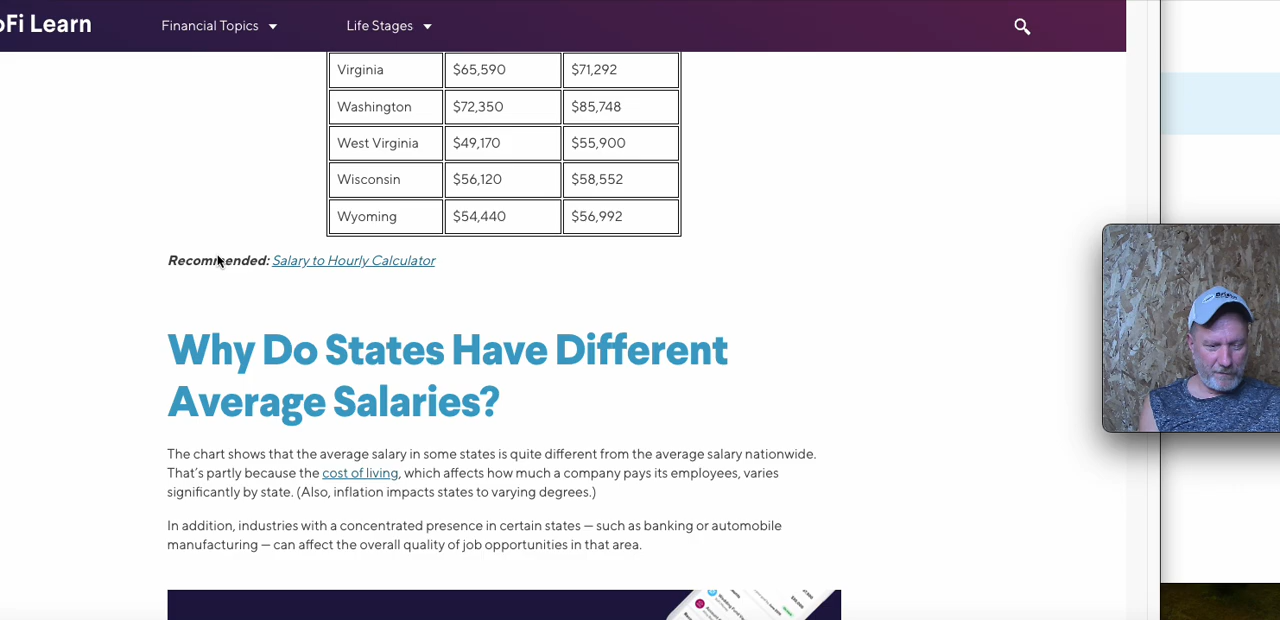 oFi Learn
Financial Topics
Life Stages
Virginia $65,590 $71,292
Washington $72,350 $85,748
West Virginia $49,170 $55,900
Wisconsin $56,120 $58,552
Wyoming $54,440 $56,992
Recommended: Salary to Hourly Calculator
Why Do States Have Different
Average Salaries?
The chart shows that the average salary in some states is quite different from the average salary nationwide.
That’s partly because the cost of living, which affects how much a company pays its employees, varies
significantly by state. (Also, inflation impacts states to varying degrees.)
In addition, industries with a concentrated presence in certain states — such as banking or automobile
manufacturing — can affect the overall quality of job opportunities in that area.